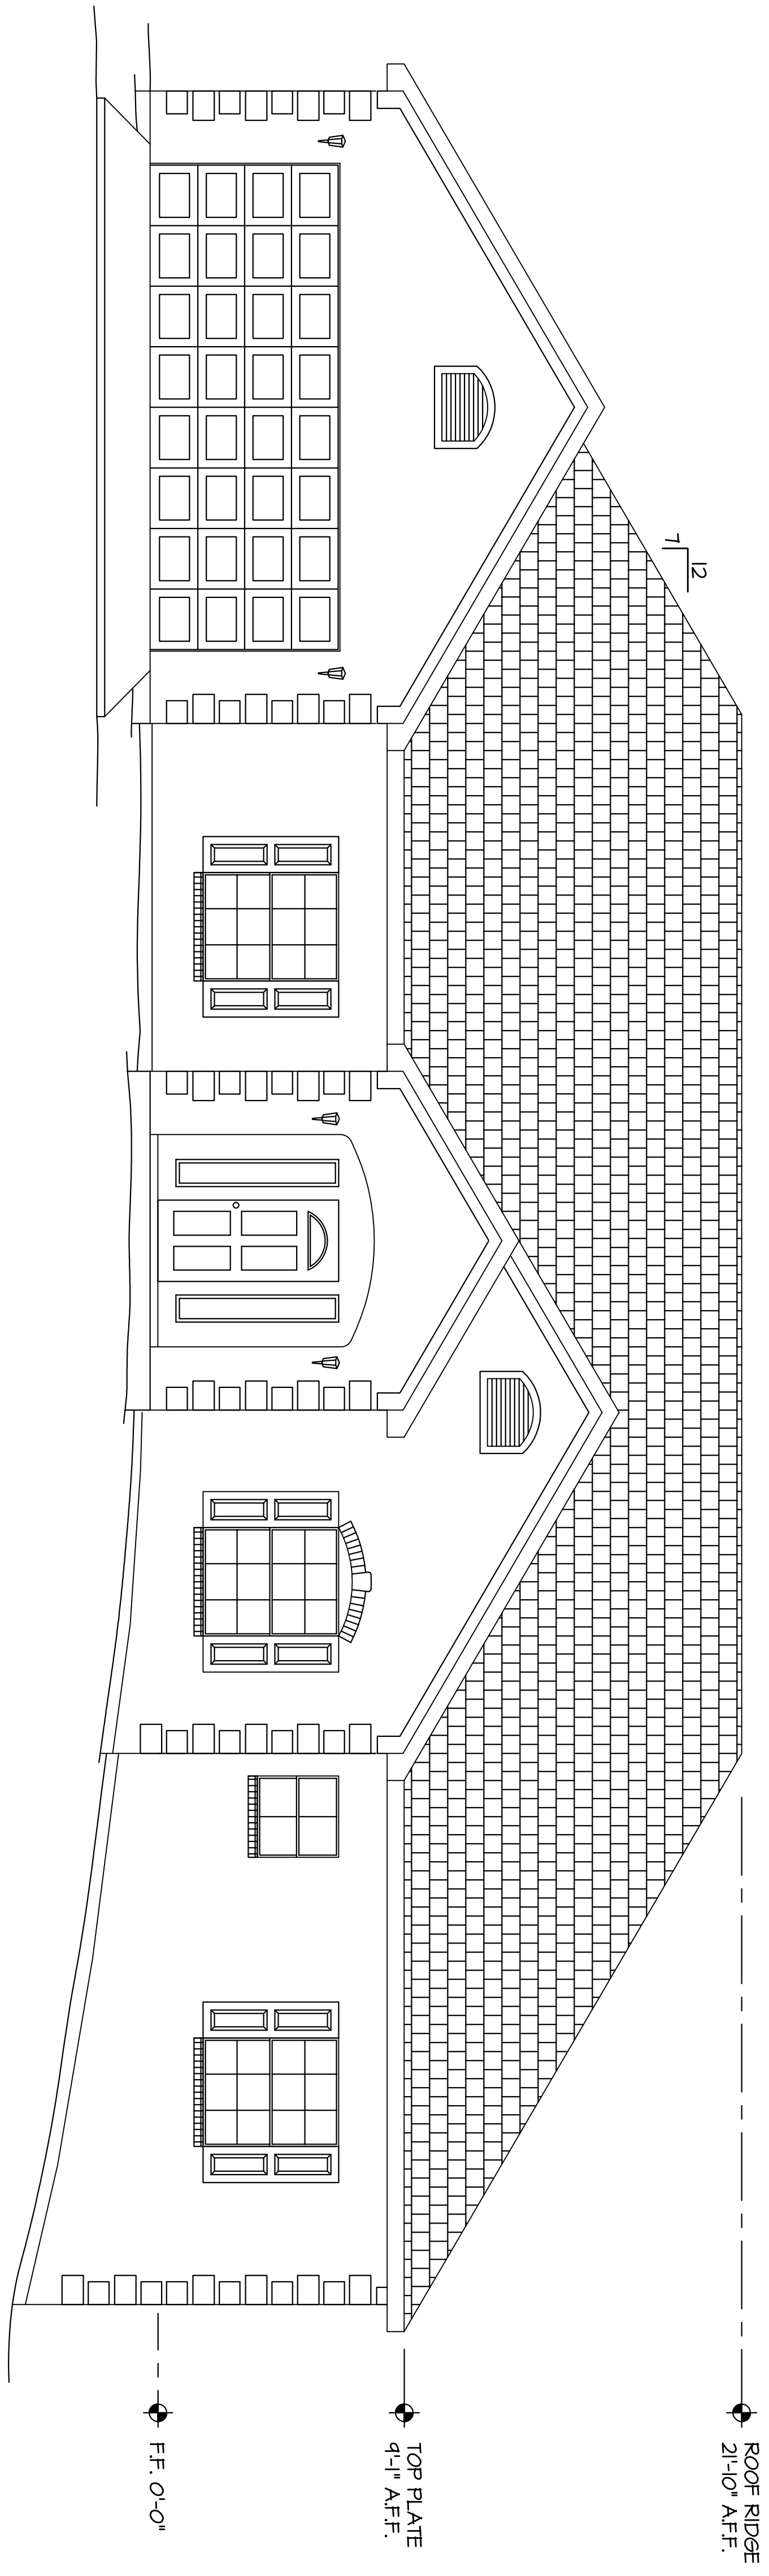 12
7
ROOF RIDGE
21'-10" A.F.F.
TOP PLATE
9'-1" A.F.F.
F.F. 0'-0"